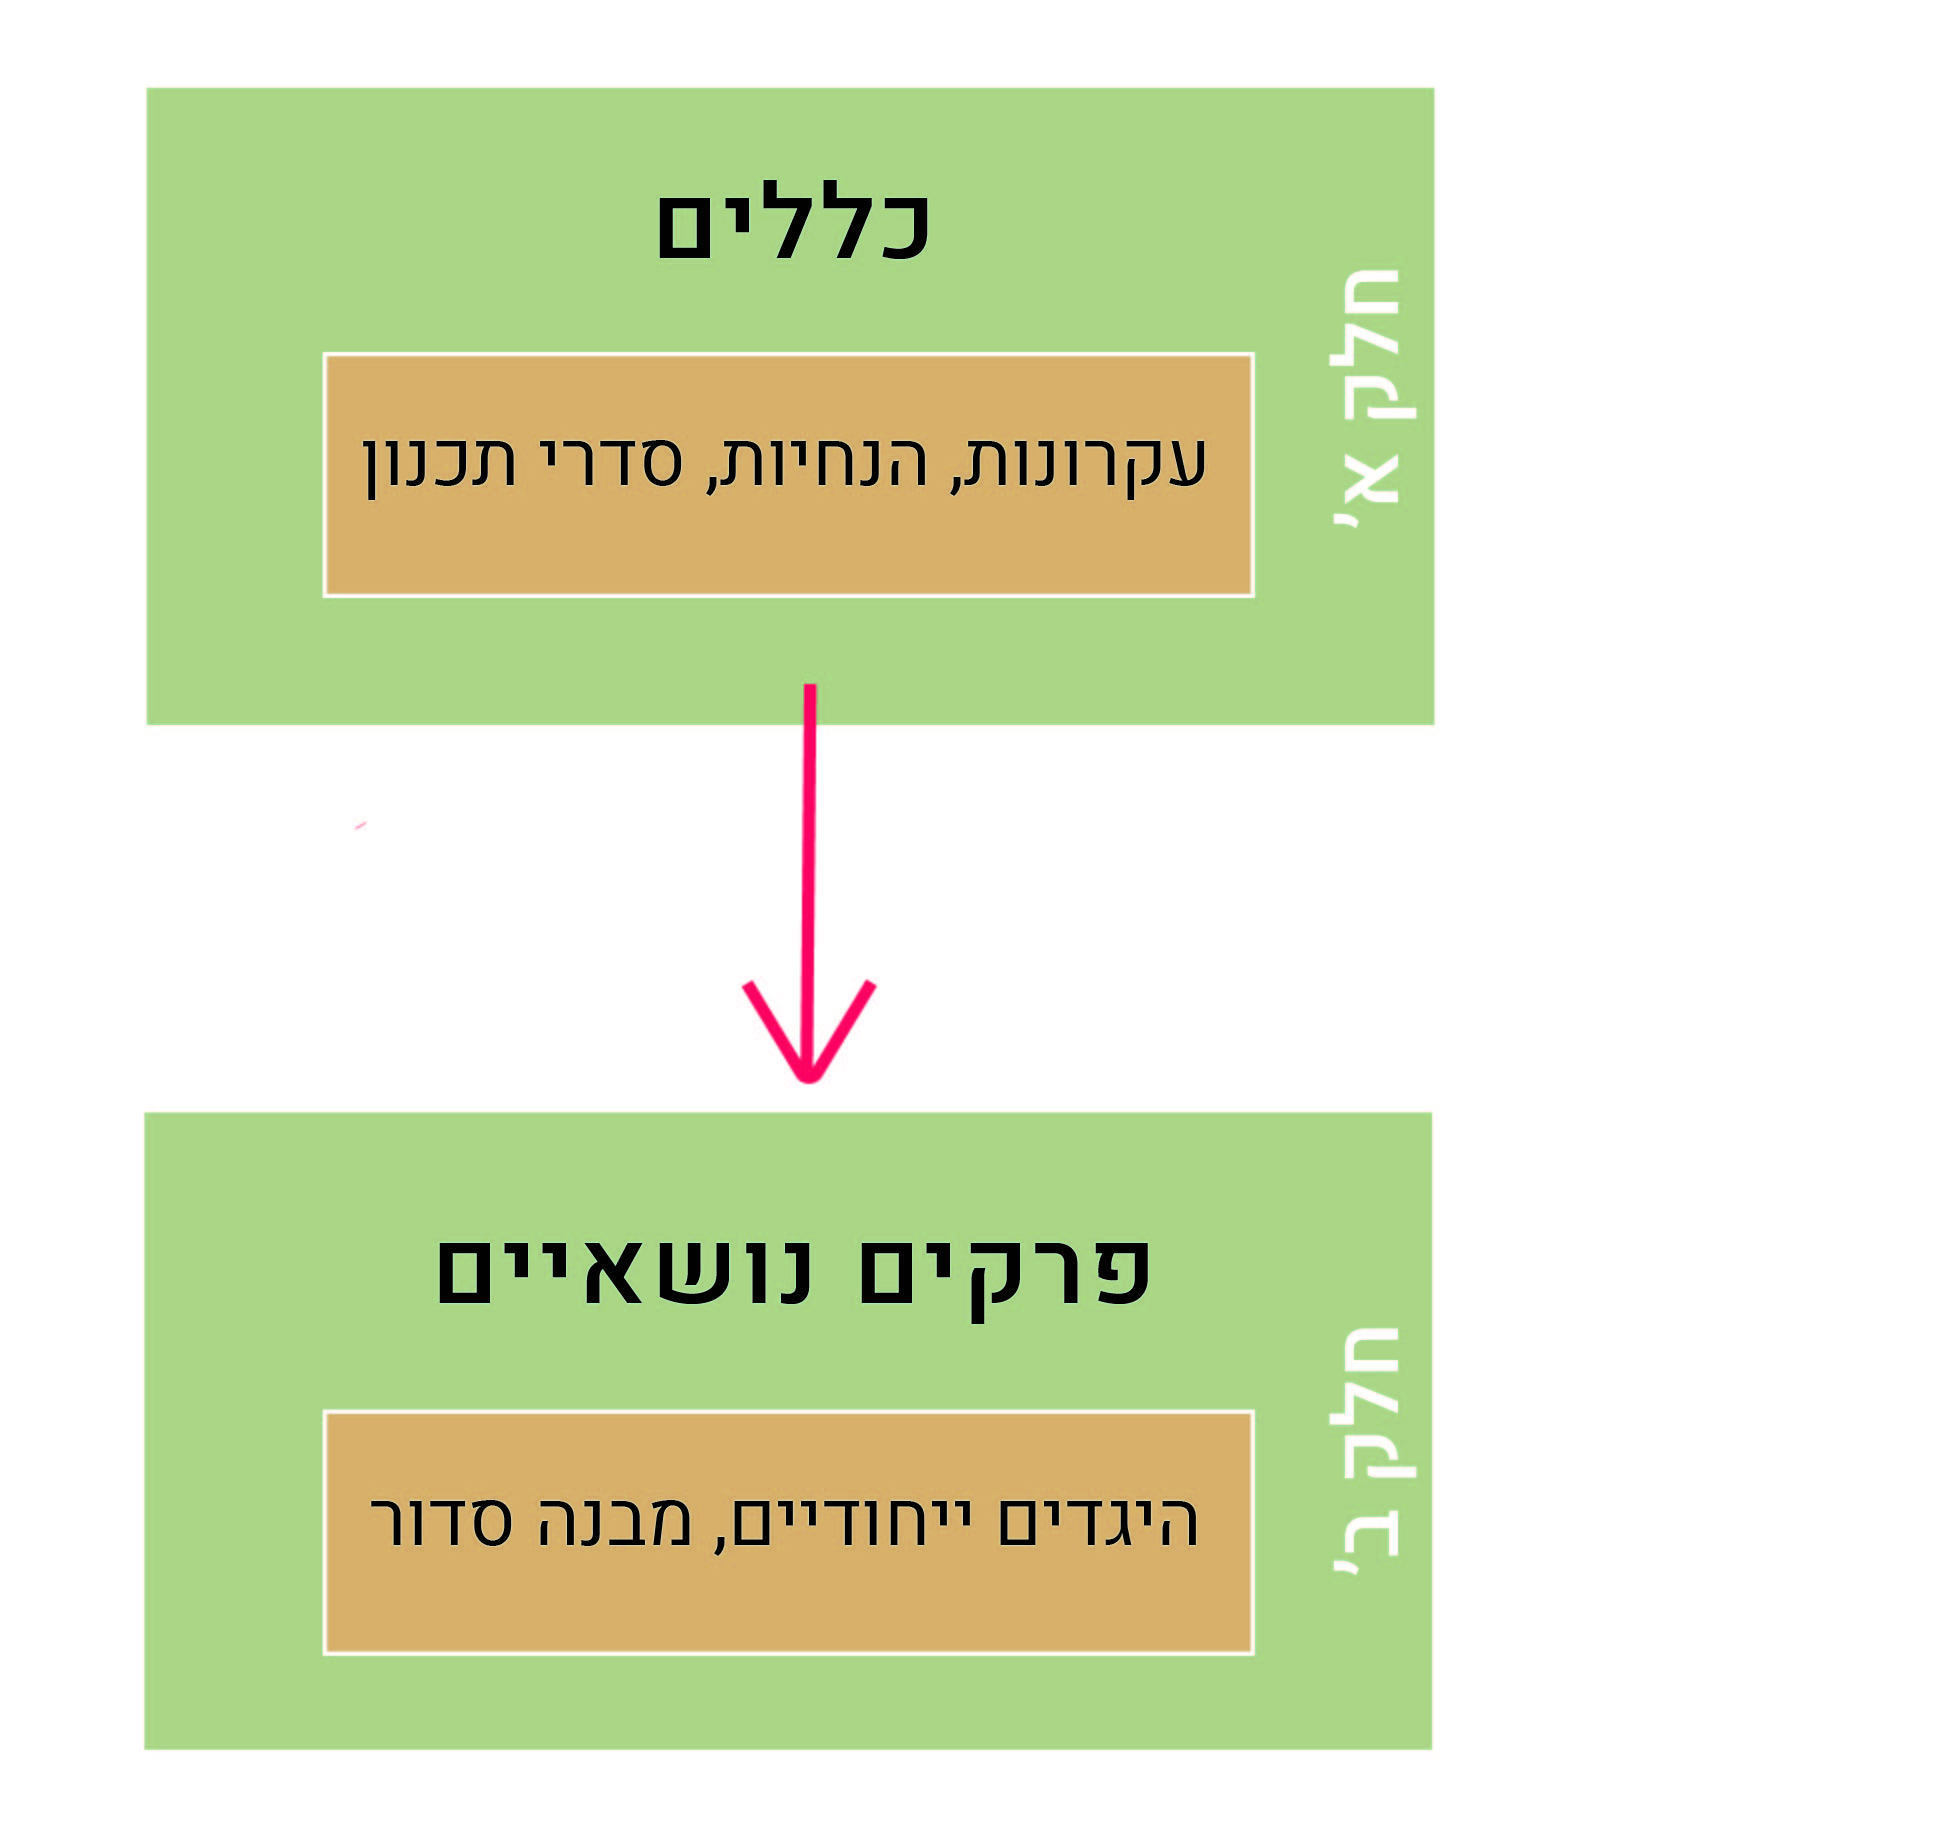 כללים
חלק א'
עקרונות, הנחיות, סדרי תכנון
פרקים נושאיים
חלק ב'
היגדים ייחודיים, מבנה סדור